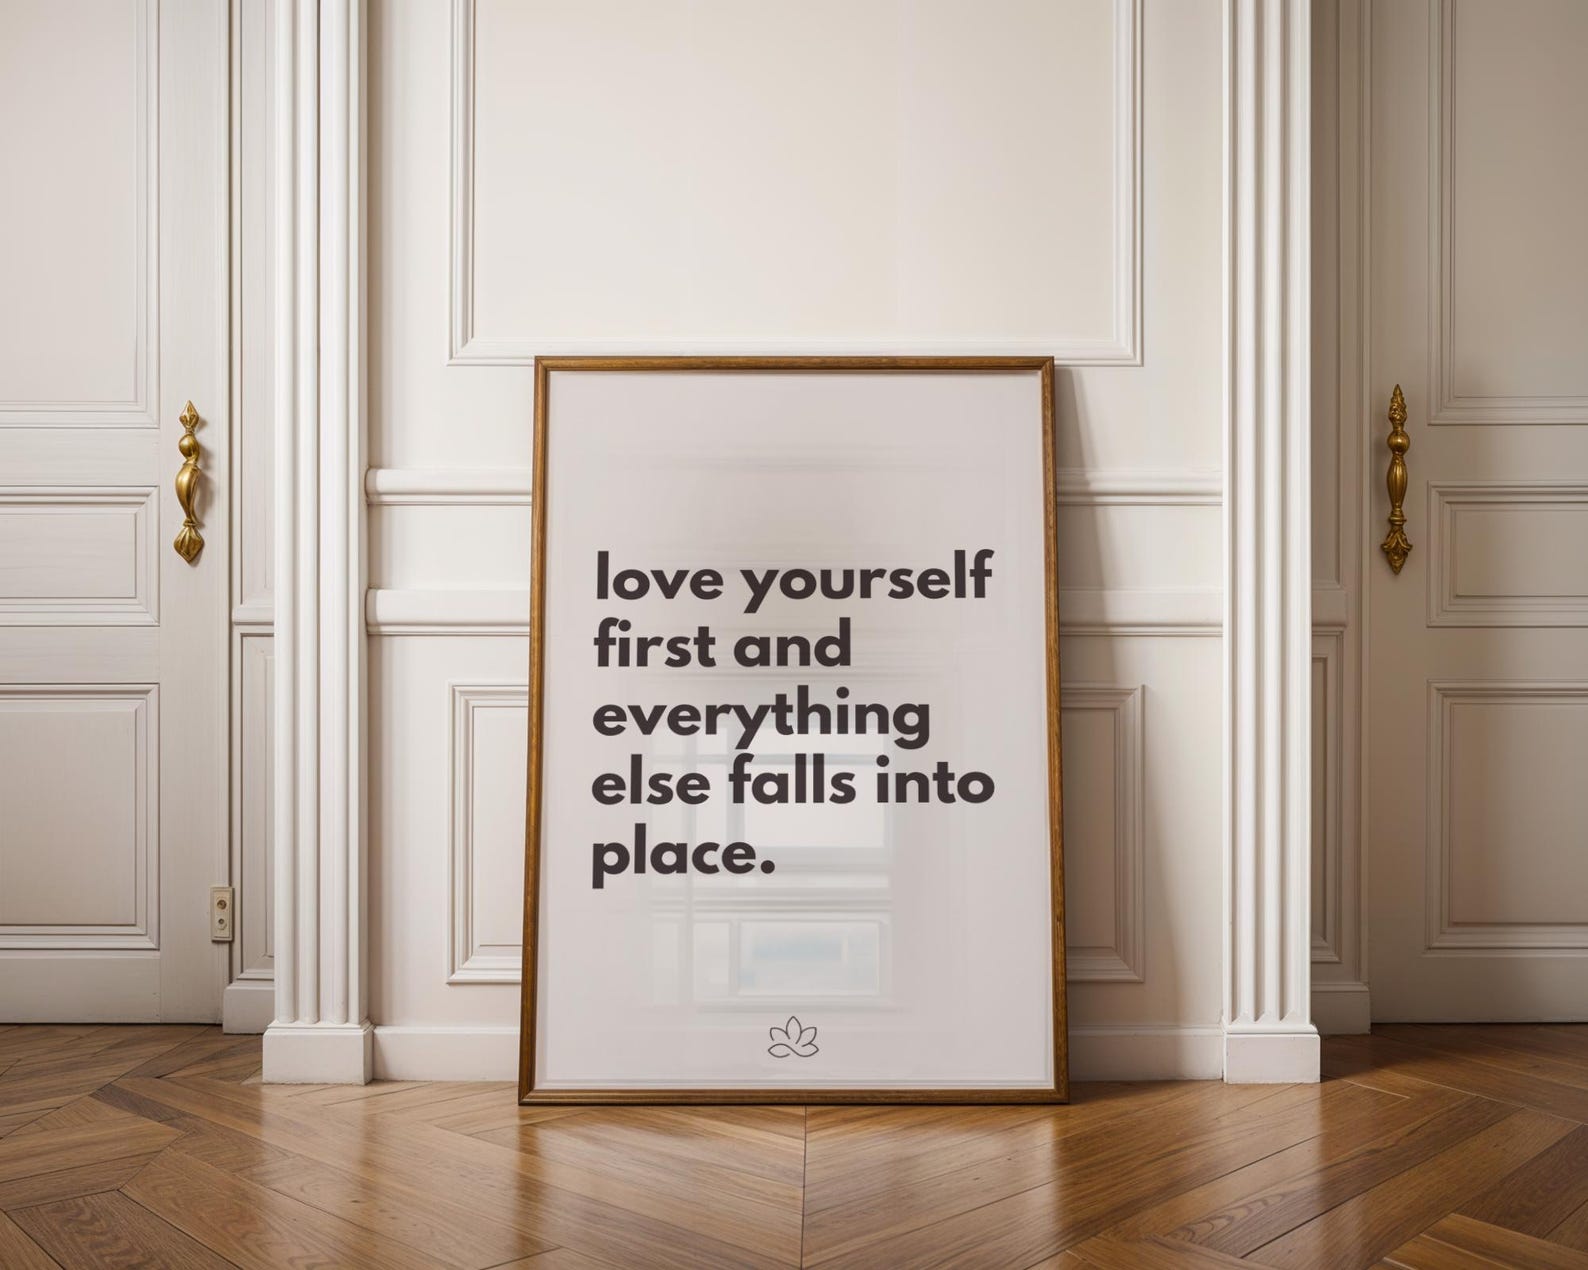 love yourself
first and
everything
else falls into
place.